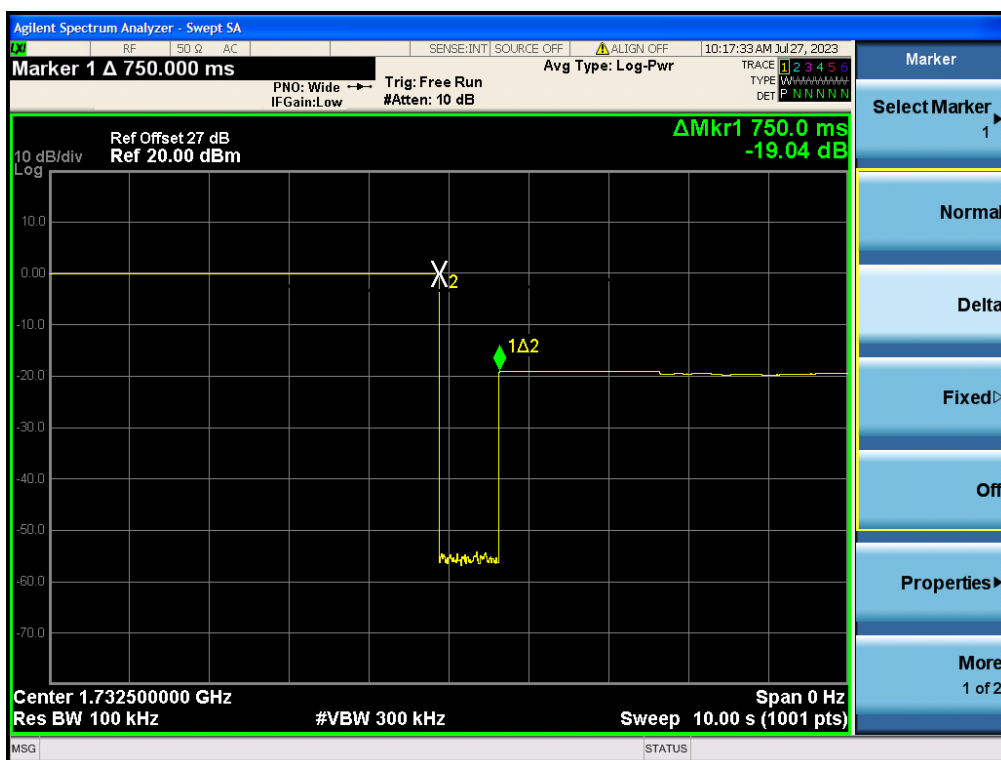 Agilent Spectrum Analyzer - Swept SA
LXI RF 50 Ω AC SENSE:INT SOURCE OFF ALIGN OFF 10:17:33 AM Jul 27, 2023
Marker 1 Δ 750.000 ms
PNO: Wide
IFGain:Low
Trig: Free Run
#Atten: 10 dB
Avg Type: Log-Pwr
TRACE 1 2 3 4 5 6
TYPE W
DET P N N N N N
Ref Offset 27 dB
10 dB/div Ref 20.00 dBm
Log
ΔMkr1 750.0 ms
-19.04 dB
10.0
0.00
-10.0
-20.0
-30.0
-40.0
-50.0
-60.0
-70.0
2
1Δ2
Center 1.732500000 GHz Span 0 Hz
Res BW 100 kHz #VBW 300 kHz Sweep 10.00 s (1001 pts)
MSG STATUS
Marker
Select Marker
1
Normal
Delta
Fixed
Off
Properties
More
1 of 2